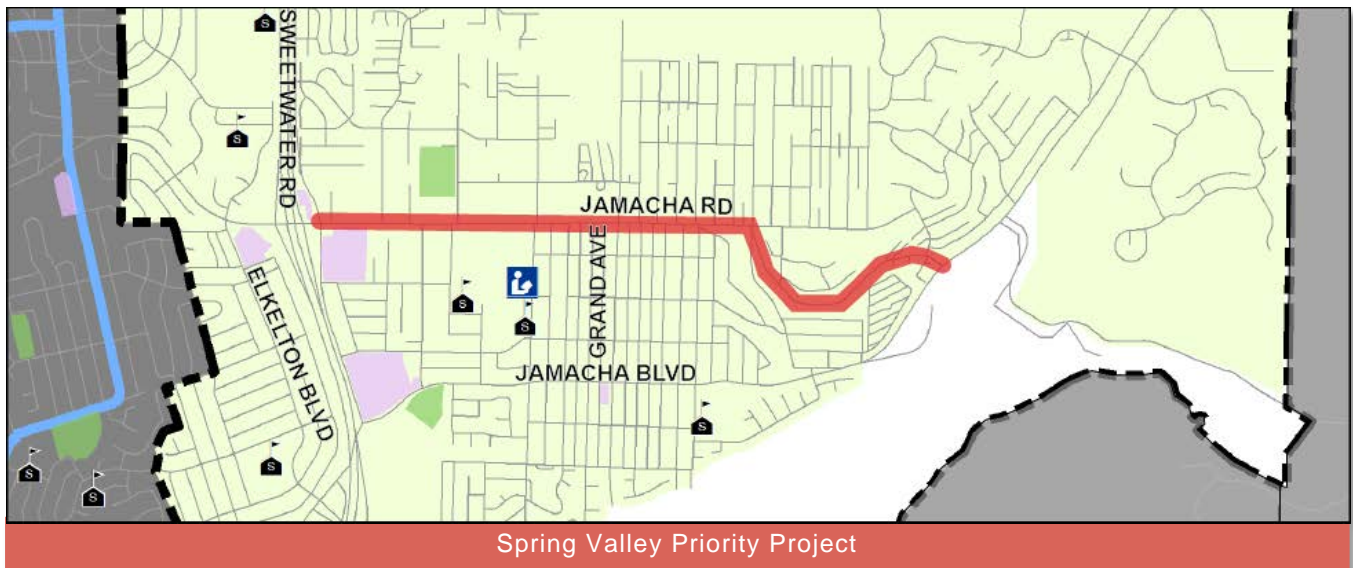 S
SWEETWATER RD
S
JAMACHA RD
GRAND AVE
ELKELTON BLVD
S
S
JAMACHA BLVD
S
S
S
S
Spring Valley Priority Project